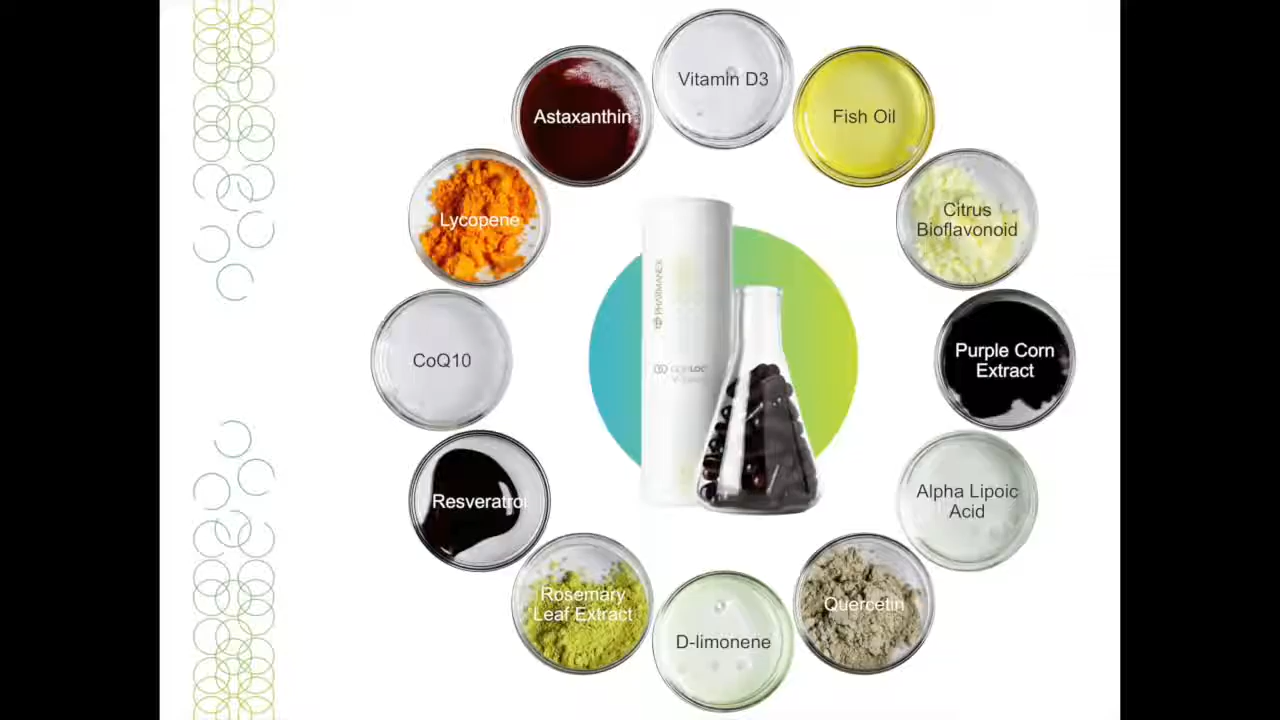 Vitamin D3
Astaxanthin
Fish Oil
Lycopene
Citrus
Bioflavonoid
PHARMANEX
CoQ10
Purple Corn
Extract
Resveratrol
Alpha Lipoic
Acid
Rosemary
Leaf Extract
Quercetin
D-limonene